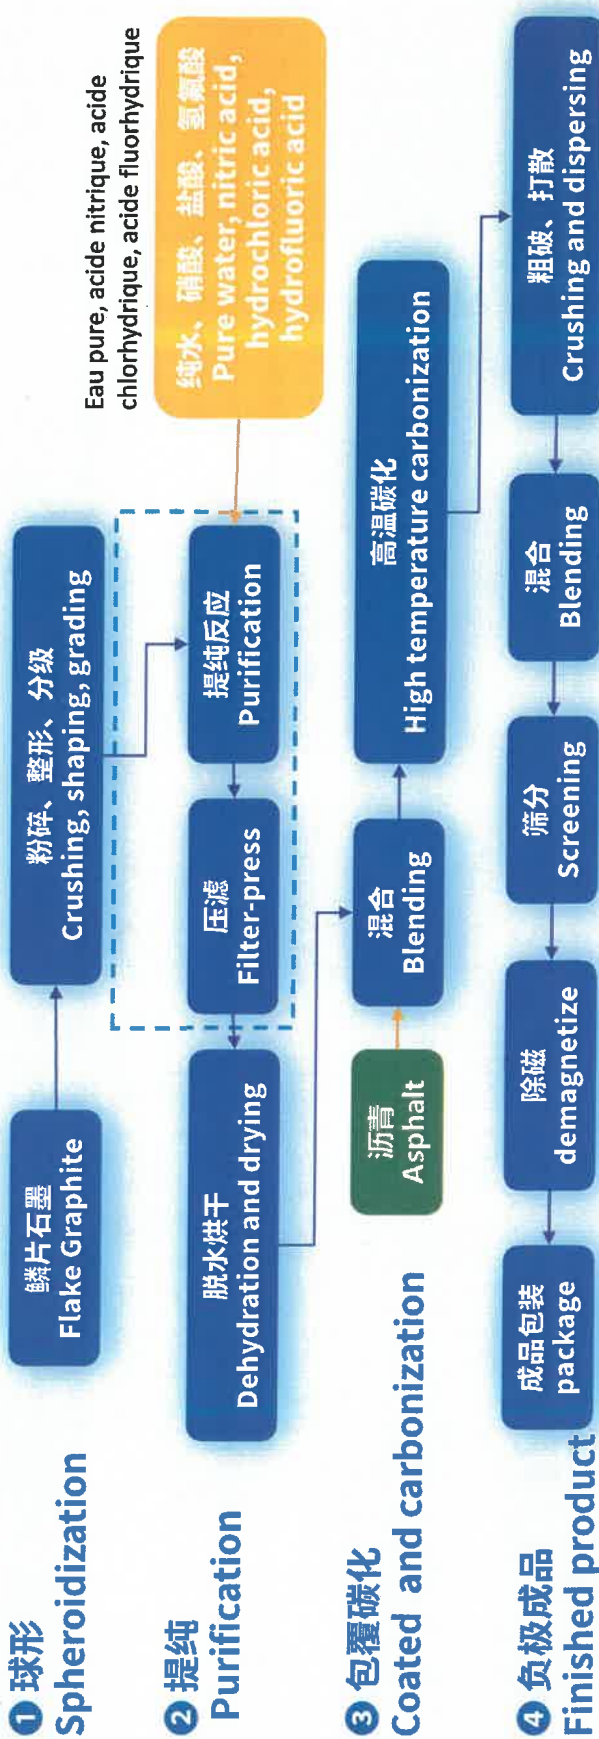 1 球形
Spheroidization
鳞片石墨
Flake Graphite
粉碎、整形、分级
Crushing, shaping, grading
Eau pure, acide nitrique, acide
chlorhydrique, acide fluorhydrique
2 提纯
Purification
脱水烘干
Dehydration and drying
压滤
Filter-press
提纯反应
Purification
纯水、硝酸、盐酸、氢氟酸
Pure water, nitric acid,
hydrochloric acid,
hydrofluoric acid
3 包覆碳化
Coated and carbonization
沥青
Asphalt
混合
Blending
高温碳化
High temperature carbonization
4 负极成品
Finished product
成品包装
package
除磁
demagnetize
筛分
Screening
混合
Blending
粗破、打散
Crushing and dispersing